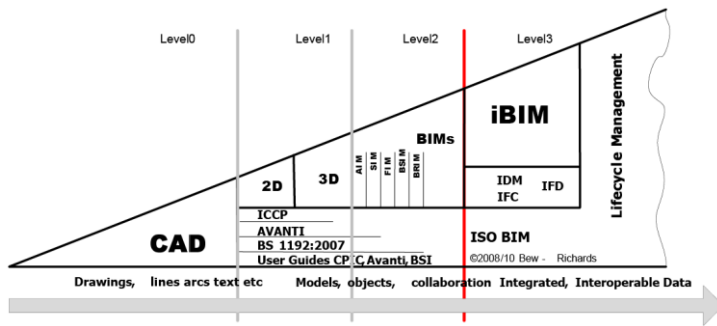 Level0 Level1 Level2 Level3
iBIM
BIMs
Lifecycle Management
2D 3D
AIM
SIM
FIM
BSIM
BRIM
IDM IFD
IFC
ICCP
AVANTI
BS 1192:2007
User Guides CPIC, Avanti, BSI
CAD
ISO BIM
©2008/10 Bew - Richards
Drawings, lines arcs text etc Models, objects, collaboration Integrated, Interoperable Data